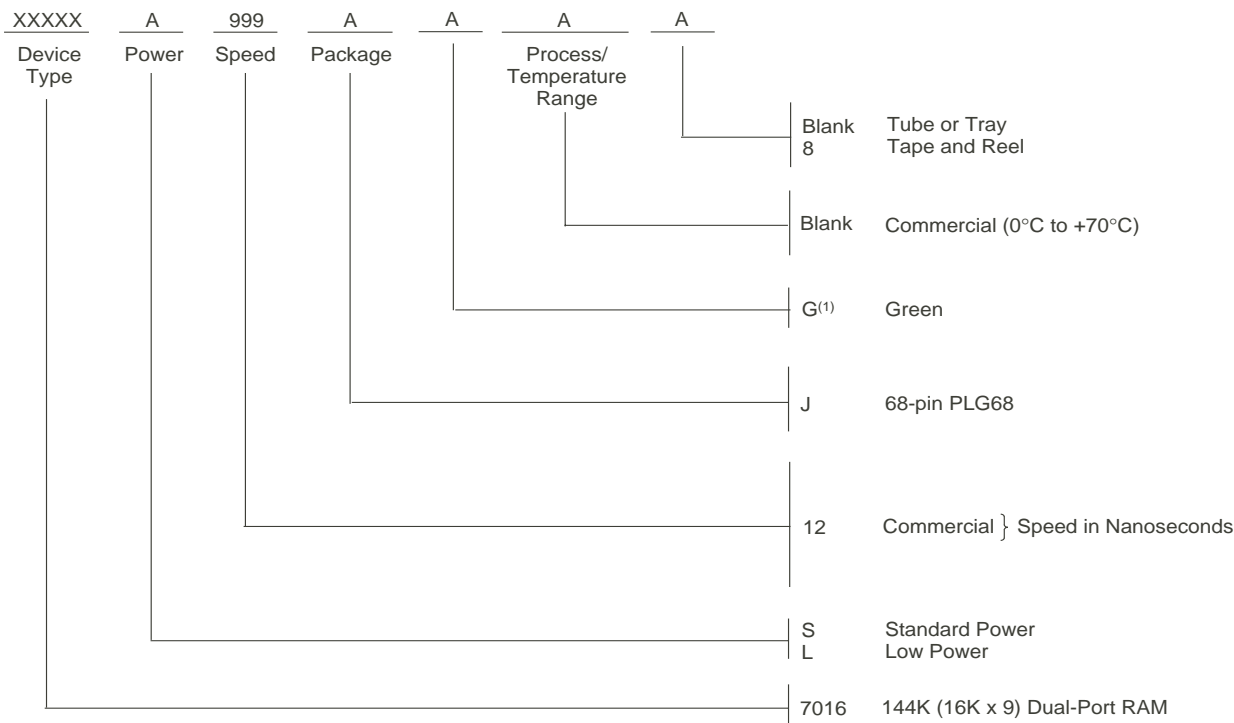 XXXXX A 999 A A A A
Device Type Power Speed Package Process/ Temperature Range
Blank Tube or Tray
8 Tape and Reel
Blank Commercial (0°C to +70°C)
G(1) Green
J 68-pin PLG68
12 Commercial } Speed in Nanoseconds
S Standard Power
L Low Power
7016 144K (16K x 9) Dual-Port RAM